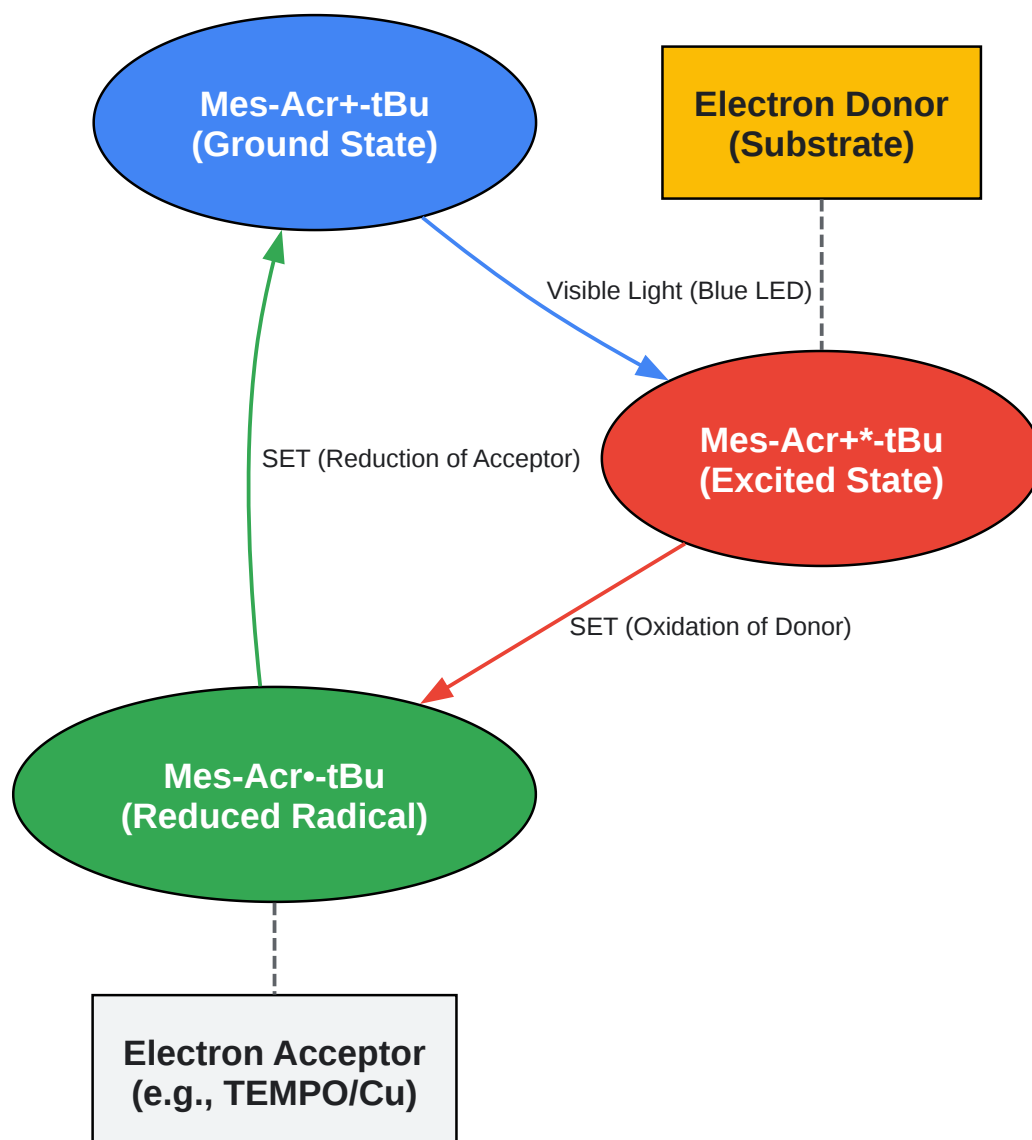 Mes-Acr+-tBu
(Ground State)
Electron Donor
(Substrate)
Visible Light (Blue LED)
Mes-Acr+*-tBu
(Excited State)
SET (Reduction of Acceptor)
SET (Oxidation of Donor)
Mes-Acr•-tBu
(Reduced Radical)
Electron Acceptor
(e.g., TEMPO/Cu)